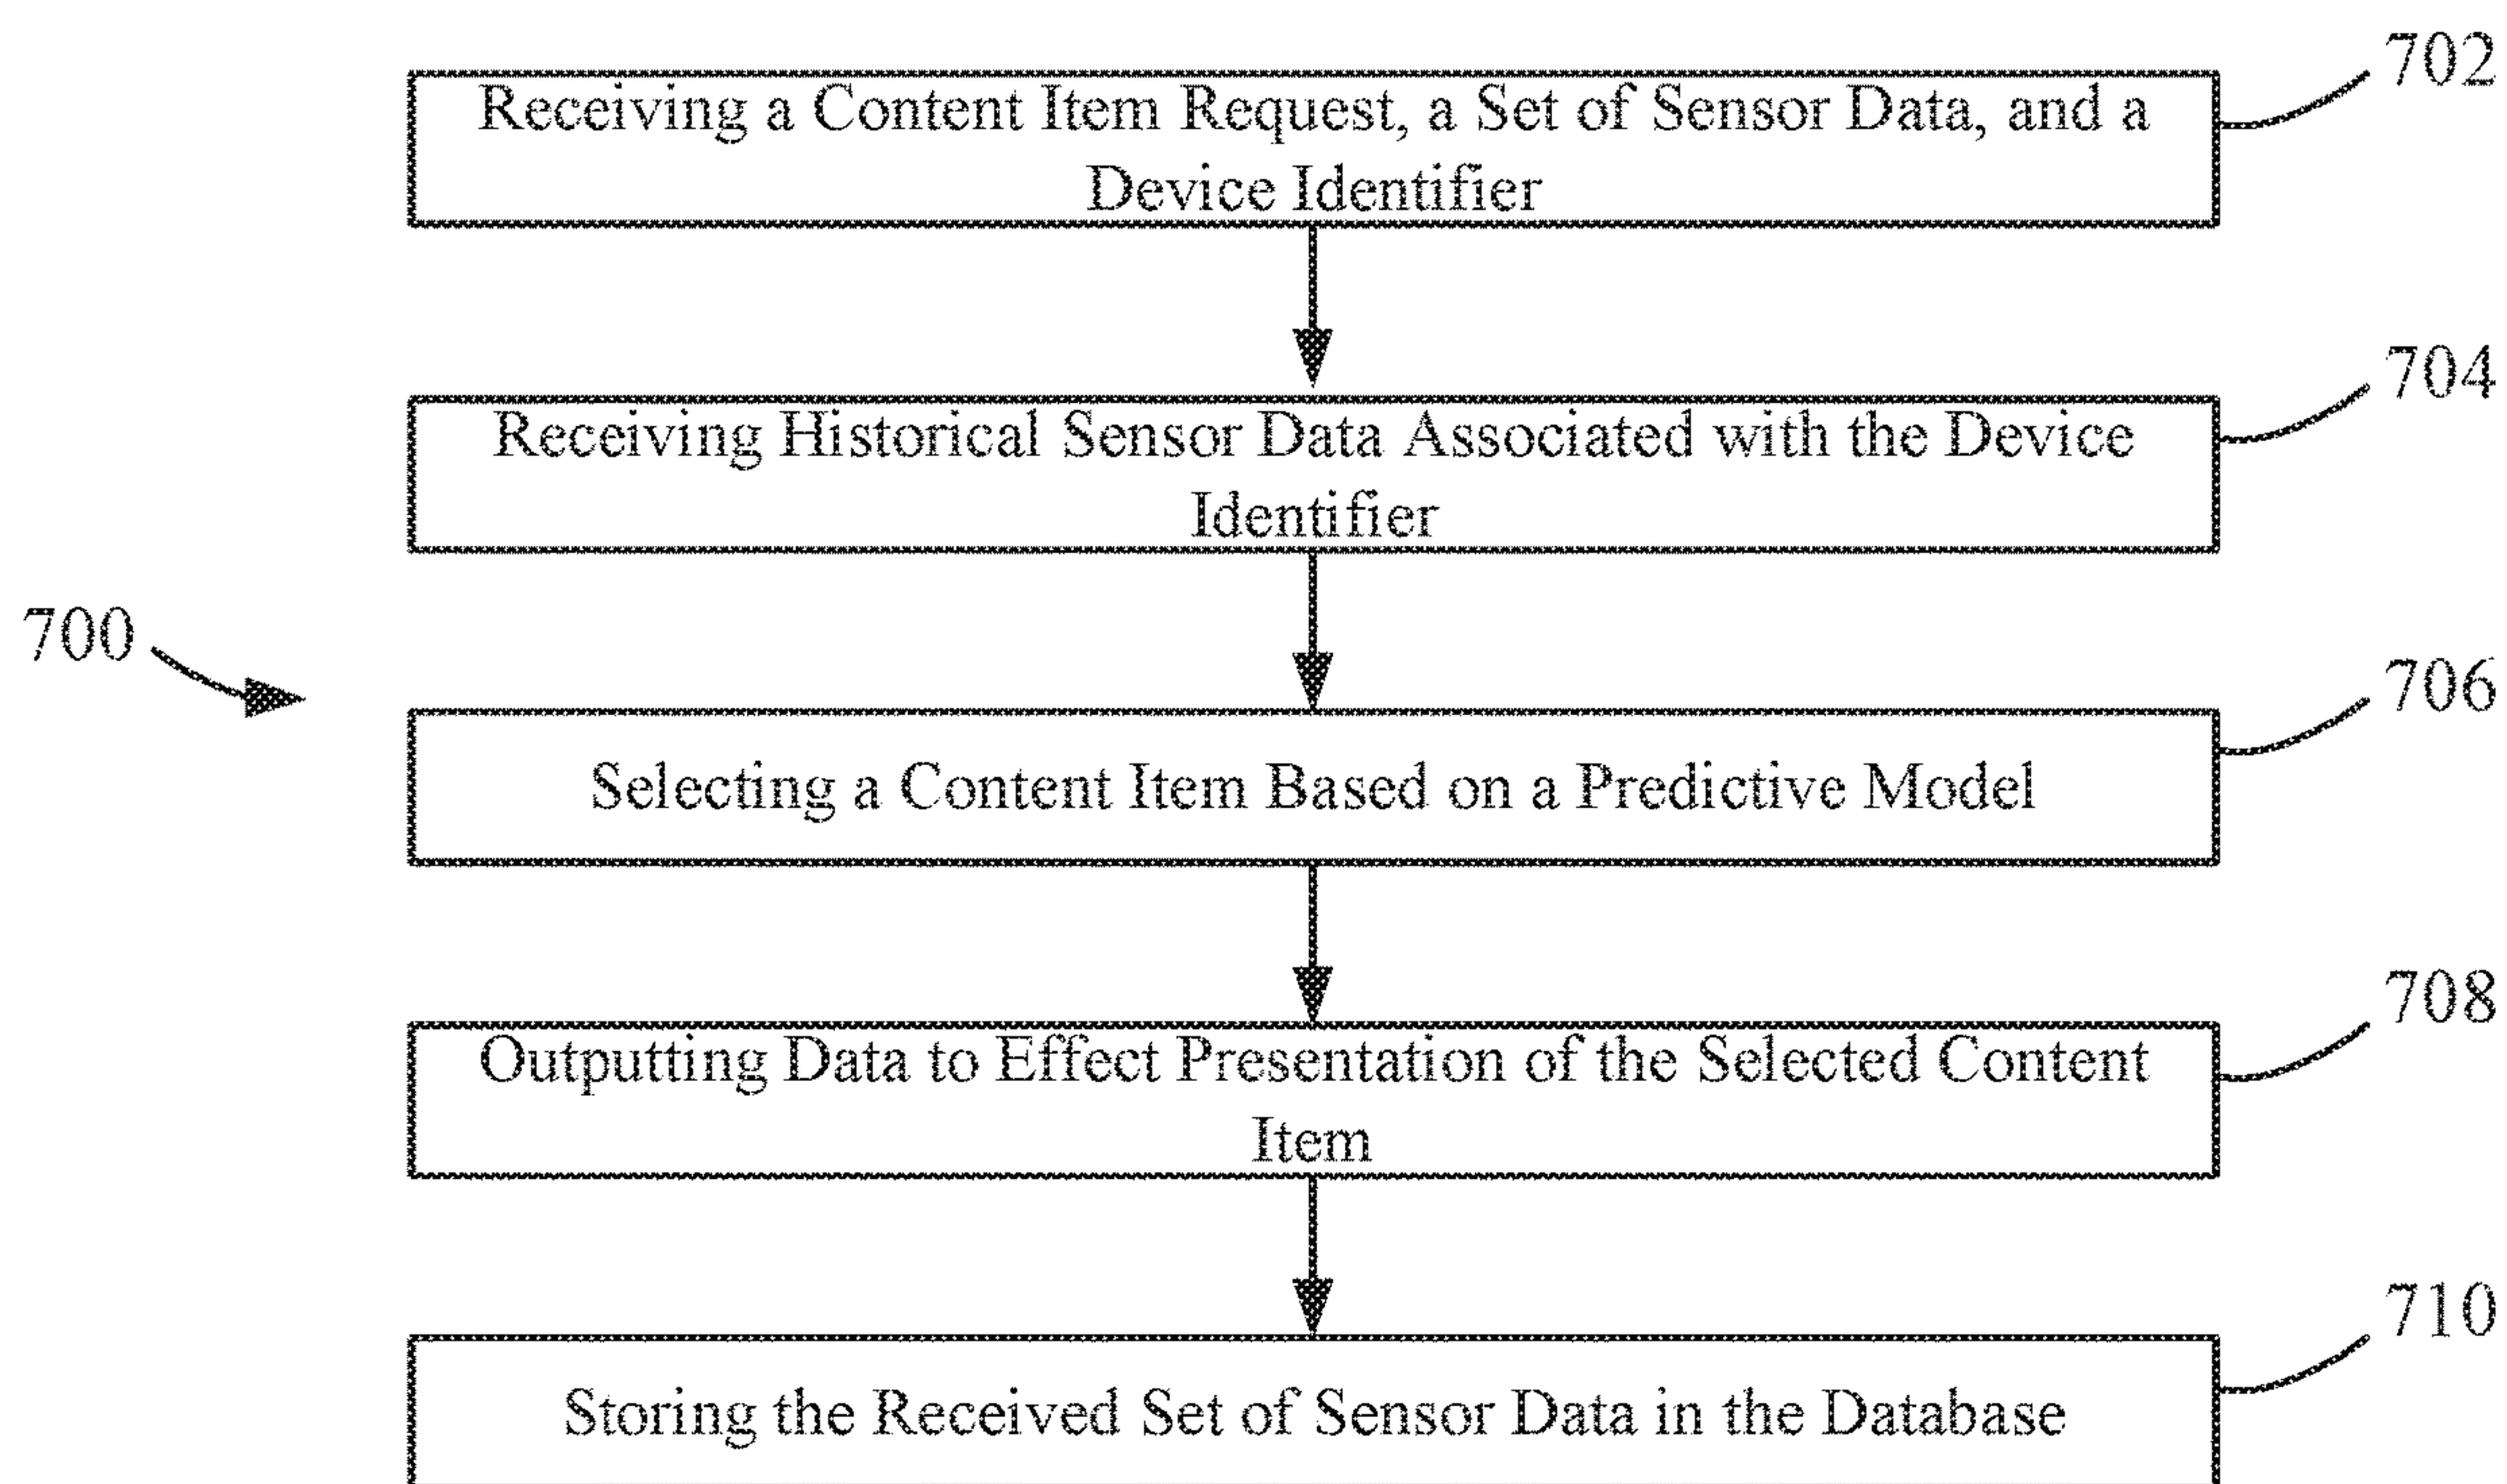 702
Receiving a Content Item Request, a Set of Sensor Data, and a
Device Identifier
704
Receiving Historical Sensor Data Associated with the Device
Identifier
700
706
Selecting a Content Item Based on a Predictive Model
708
Outputting Data to Effect Presentation of the Selected Content
Item
710
Storing the Received Set of Sensor Data in the Database